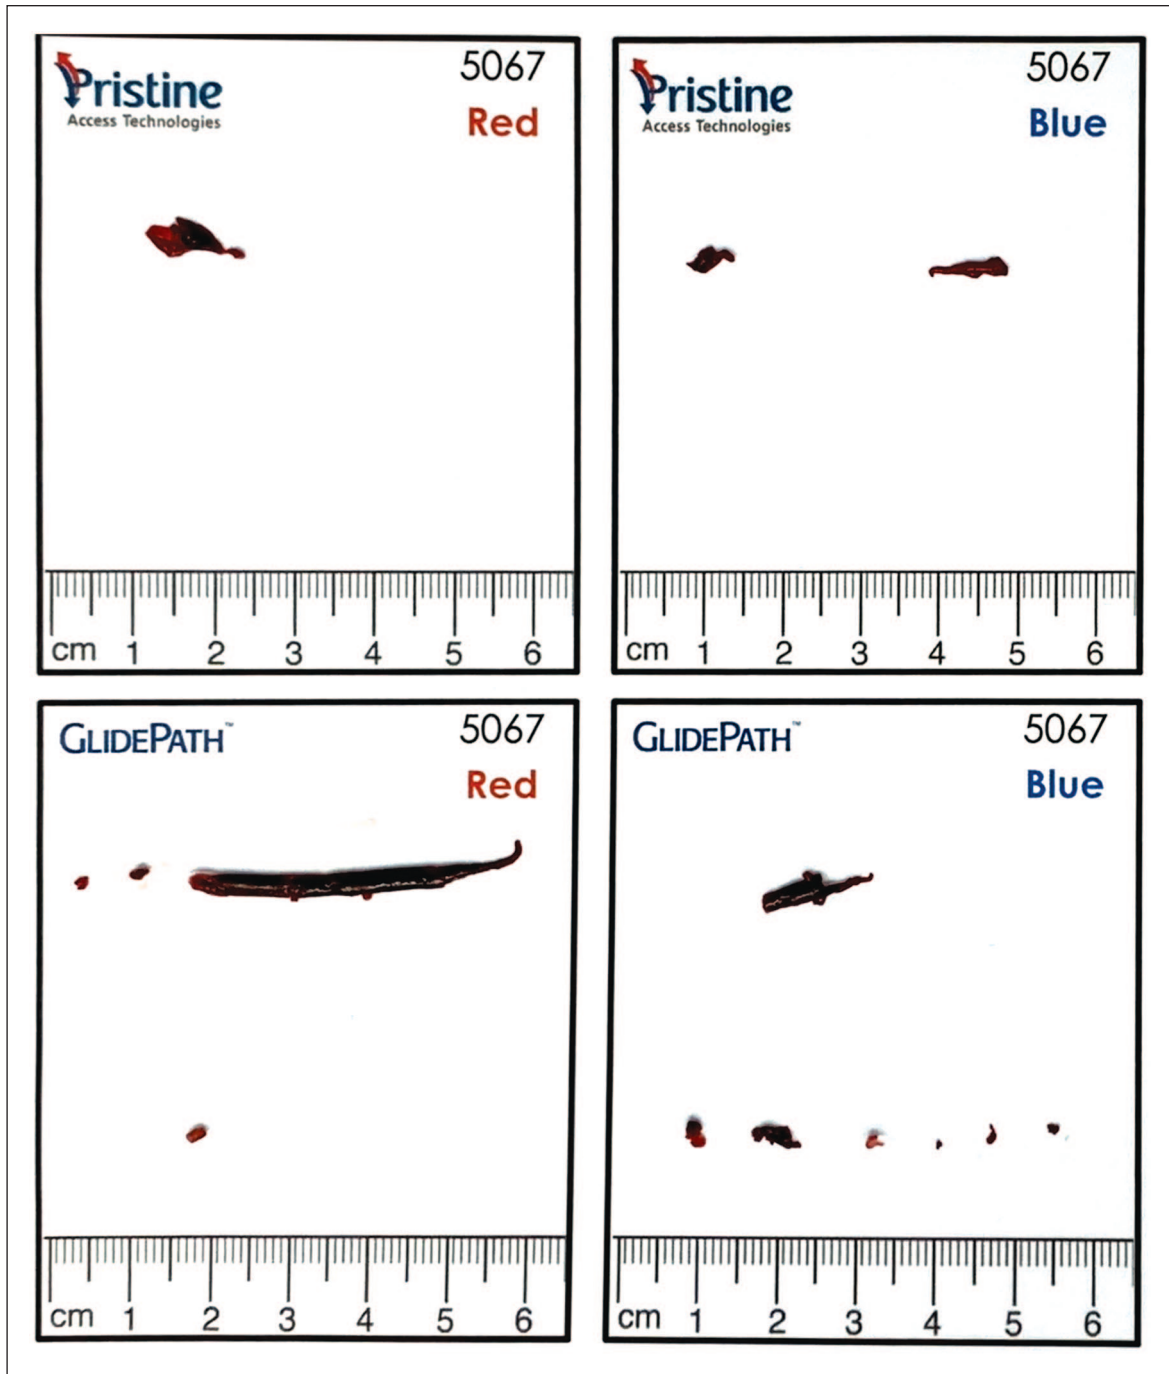 Pristine
Access Technologies
5067
Red
cm 1 2 3 4 5 6
Pristine
Access Technologies
5067
Blue
cm 1 2 3 4 5 6
GLIDEPATH™
5067
Red
cm 1 2 3 4 5 6
GLIDEPATH™
5067
Blue
cm 1 2 3 4 5 6